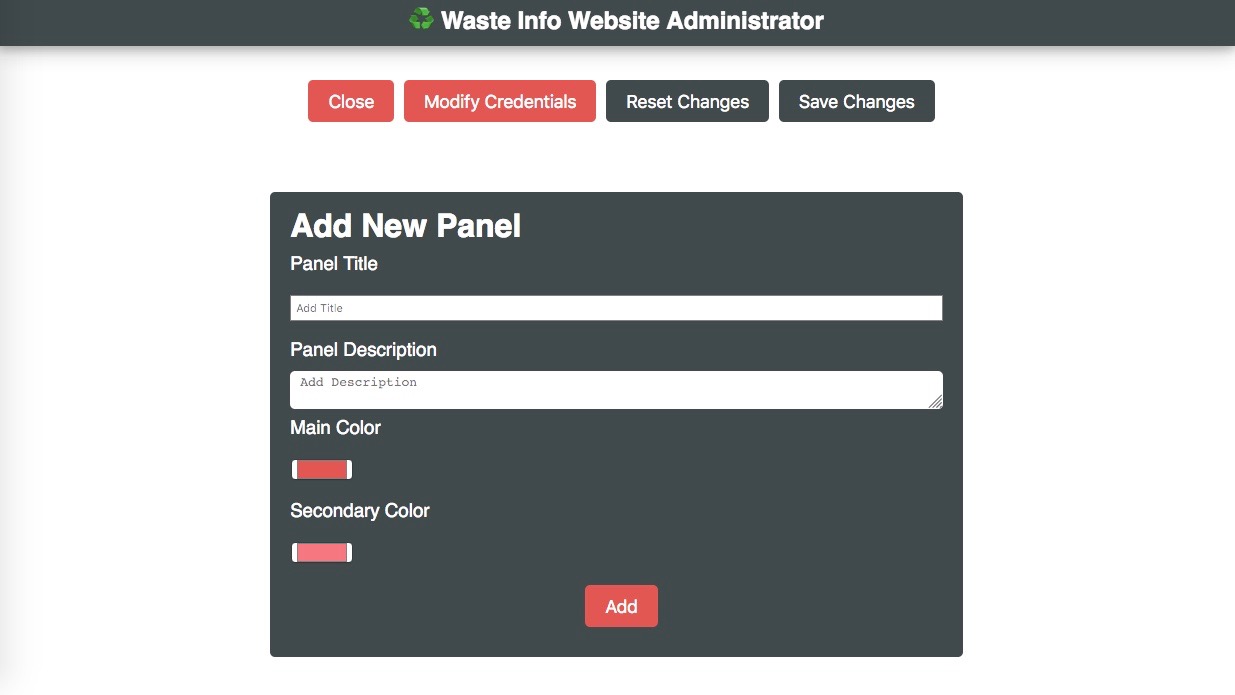 Waste Info Website Administrator
Close Modify Credentials Reset Changes Save Changes
Add New Panel
Panel Title
Add Title
Panel Description
Add Description
Main Color
Secondary Color
Add